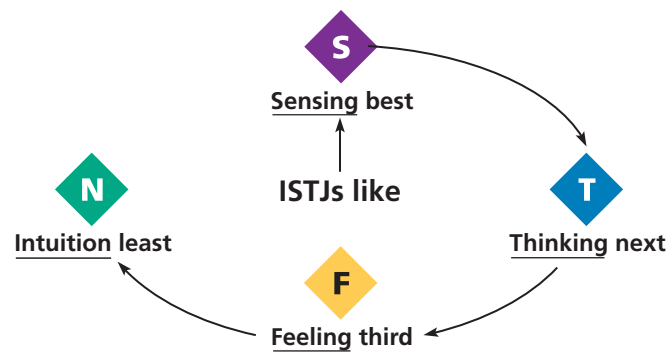 S
Sensing best
ISTJs like
N
Intuition least
T
Thinking next
F
Feeling third